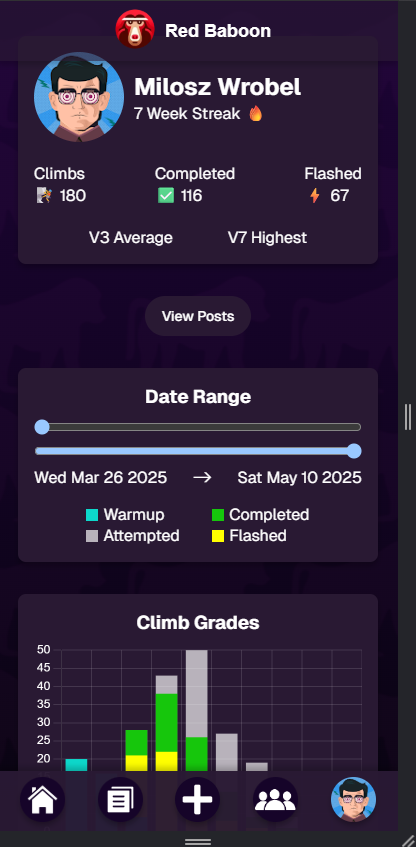 Red Baboon
Milosz Wrobel
7 Week Streak 🔥
Climbs Completed Flashed
180 116 67
V3 Average V7 Highest
View Posts
Date Range
Wed Mar 26 2025 → Sat May 10 2025
Warmup Completed
Attempted Flashed
Climb Grades
50
45
40
35
30
25
20